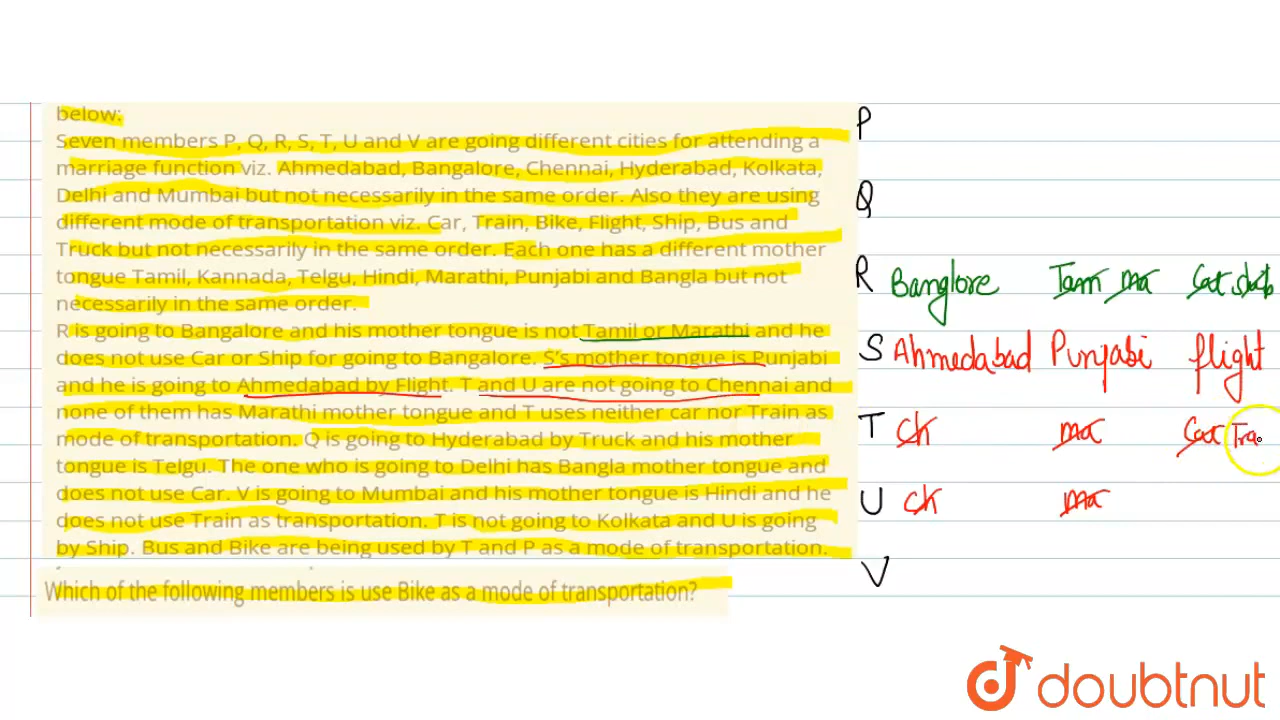 below:
Seven members P, Q, R, S, T, U and V are going different cities for attending a
marriage function viz. Ahmedabad, Bangalore, Chennai, Hyderabad, Kolkata,
Delhi and Mumbai but not necessarily in the same order. Also they are using
different mode of transportation viz. Car, Train, Bike, Flight, Ship, Bus and
Truck but not necessarily in the same order. Each one has a different mother
tongue Tamil, Kannada, Telgu, Hindi, Marathi, Punjabi and Bangla but not
necessarily in the same order.
R is going to Bangalore and his mother tongue is not Tamil or Marathi and he
does not use Car or Ship for going to Bangalore. S's mother tongue is Punjabi
and he is going to Ahmedabad by Flight. T and U are not going to Chennai and
none of them has Marathi mother tongue and T uses neither car nor Train as
mode of transportation. Q is going to Hyderabad by Truck and his mother
tongue is Telgu. The one who is going to Delhi has Bangla mother tongue and
does not use Car. V is going to Mumbai and his mother tongue is Hindi and he
does not use Train as transportation. T is not going to Kolkata and U is going
by Ship. Bus and Bike are being used by T and P as a mode of transportation.
Which of the following members is use Bike as a mode of transportation?
P
Q
R Banglore Tam Ma Car
S Ahmedabad Punjabi flight
T Ch Ma Car Tra
U Ch Ma
V
doubtnut